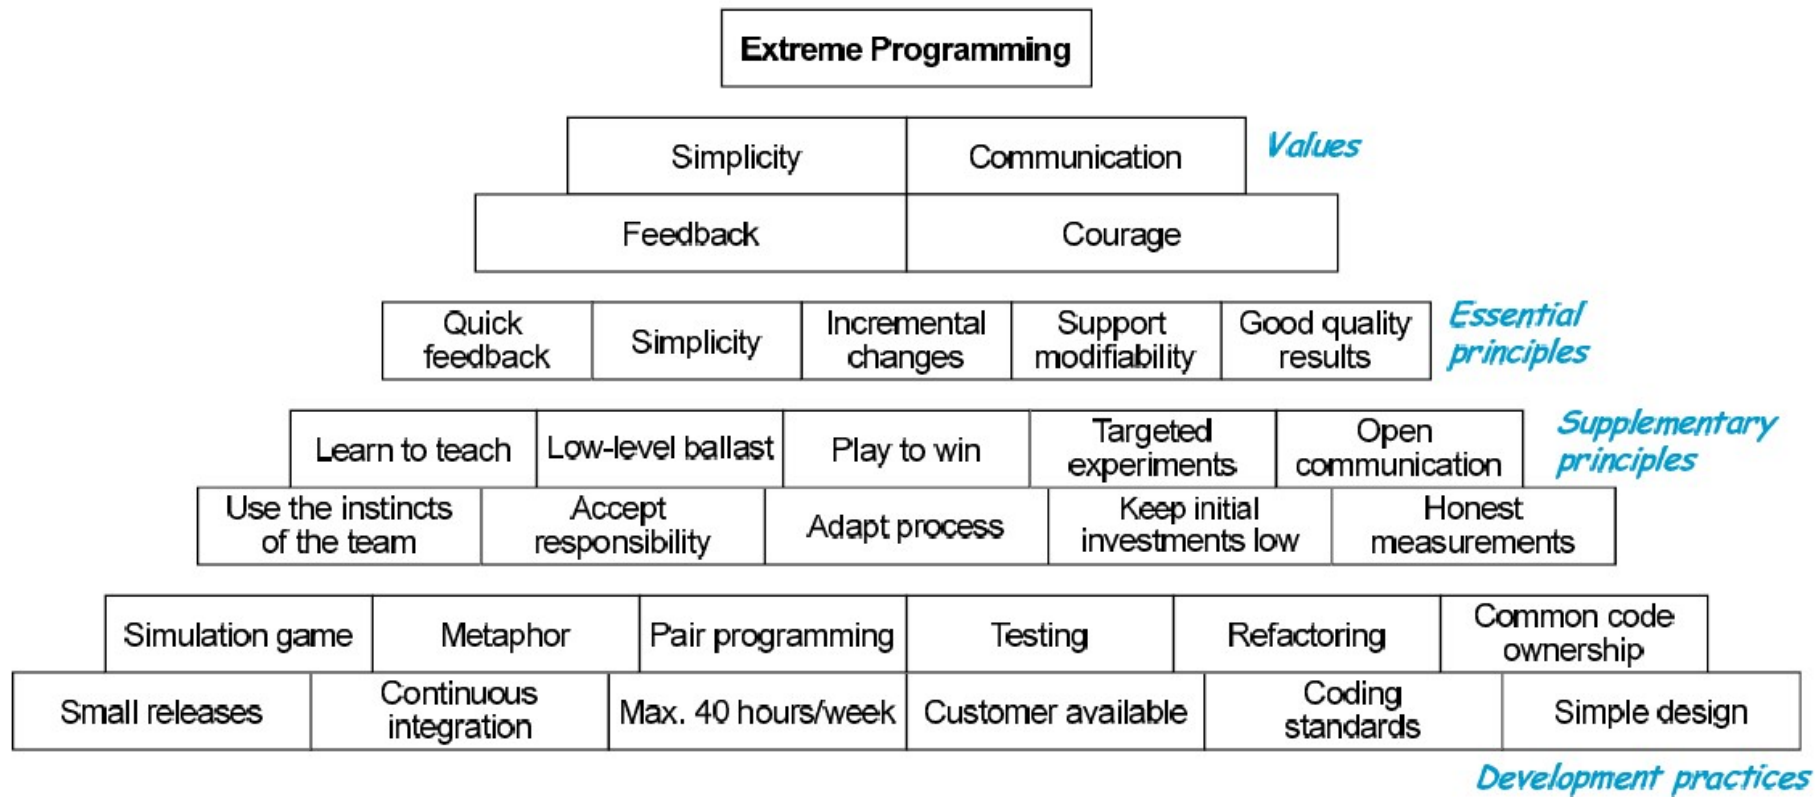 Extreme Programming
Simplicity
Communication
Values
Feedback
Courage
Quick
feedback
Simplicity
Incremental
changes
Support
modifiability
Good quality
results
Essential
principles
Learn to teach
Low-level ballast
Play to win
Targeted
experiments
Open
communication
Supplementary
principles
Use the instincts
of the team
Accept
responsibility
Adapt process
Keep initial
investments low
Honest
measurements
Simulation game
Metaphor
Pair programming
Testing
Refactoring
Common code
ownership
Small releases
Continuous
integration
Max. 40 hours/week
Customer available
Coding
standards
Simple design
Development practices